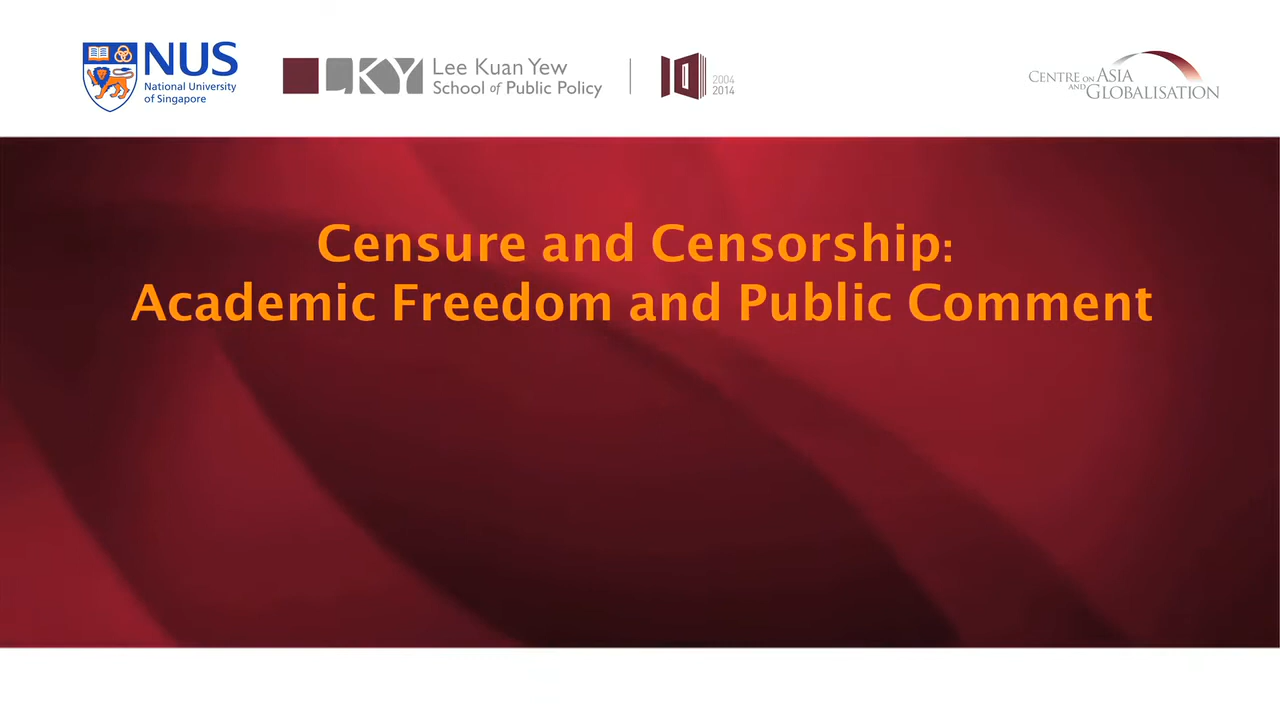 NUS
National University
of Singapore
LKY
Lee Kuan Yew
School of Public Policy
10
2004
2014
CENTRE ON ASIA
AND GLOBALISATION
Censure and Censorship:
Academic Freedom and Public Comment